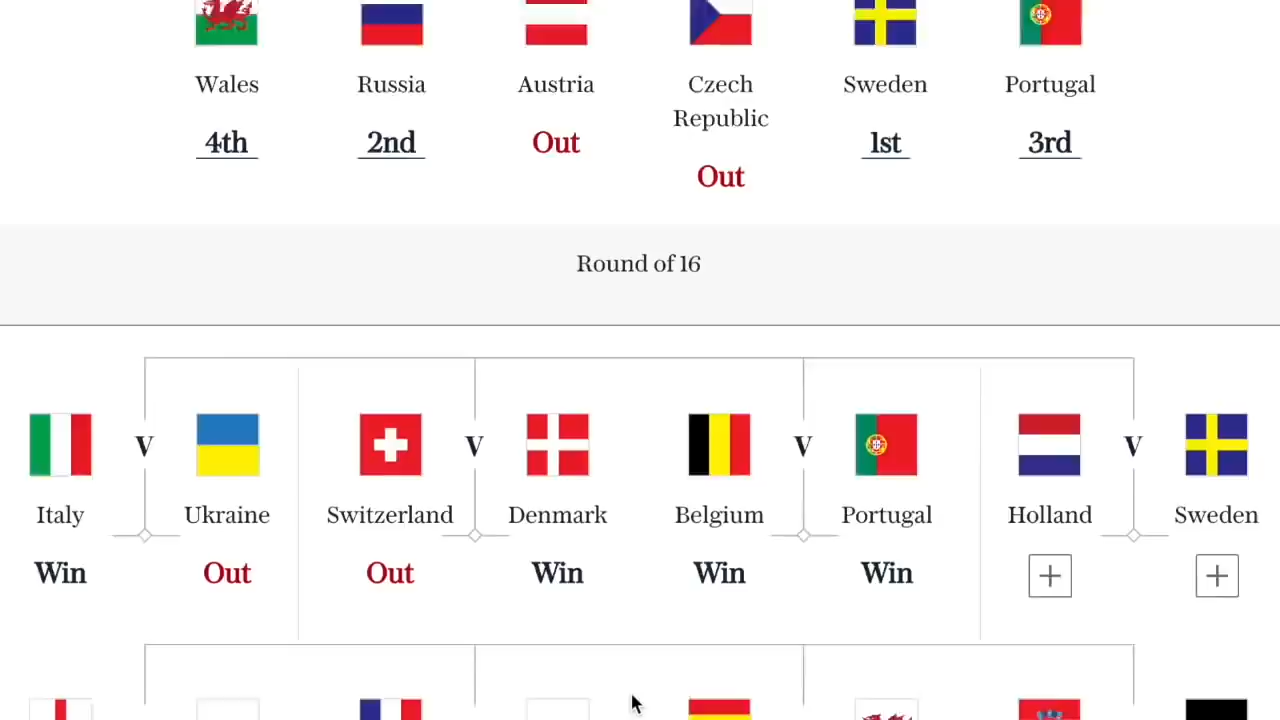 Wales Russia Austria Czech Republic Sweden Portugal
4th 2nd Out Out 1st 3rd
Round of 16
V V V V
Italy Ukraine Switzerland Denmark Belgium Portugal Holland Sweden
Win Out Out Win Win Win